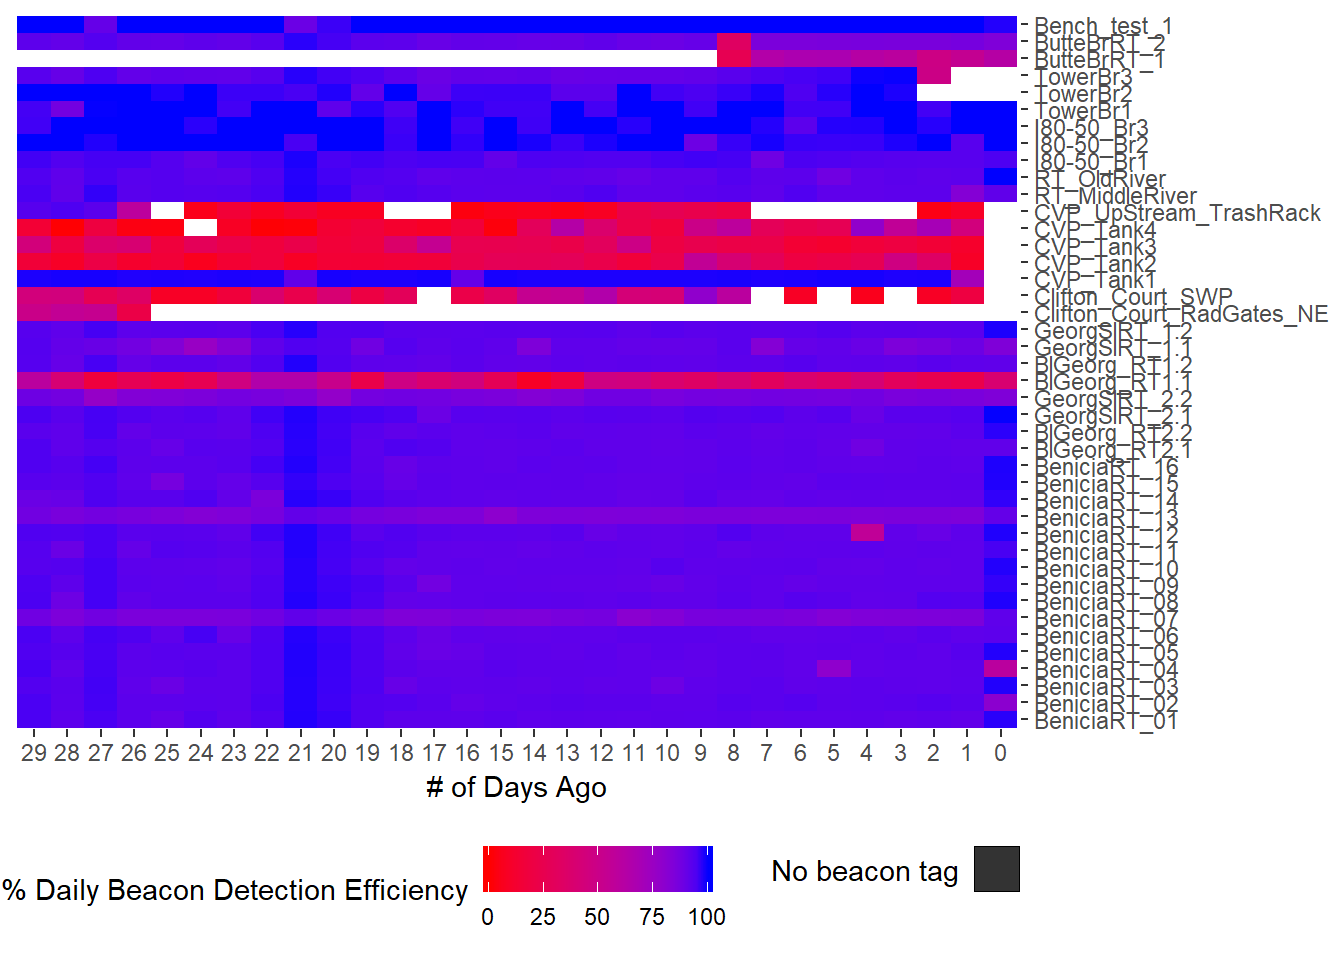 Bench_test_1
ButteBrRT_2
ButteBrRT_1
TowerBr3
TowerBr2
TowerBr1
I80-50_Br3
I80-50_Br2
I80-50_Br1
RT_OldRiver
RT_MiddleRiver
CVP_UpStream_TrashRack
CVP_Tank4
CVP_Tank3
CVP_Tank2
CVP_Tank1
Clifton_Court_SWP
Clifton_Court_RadGates_NE
GeorgSlRT_1.2
GeorgSlRT_1.1
BlGeorg_RT1.2
BlGeorg_RT1.1
GeorgSlRT_2.2
GeorgSlRT_2.1
BlGeorg_RT2.2
BlGeorg_RT2.1
BeniciaRT_16
BeniciaRT_15
BeniciaRT_14
BeniciaRT_13
BeniciaRT_12
BeniciaRT_11
BeniciaRT_10
BeniciaRT_09
BeniciaRT_08
BeniciaRT_07
BeniciaRT_06
BeniciaRT_05
BeniciaRT_04
BeniciaRT_03
BeniciaRT_02
BeniciaRT_01
29 28 27 26 25 24 23 22 21 20 19 18 17 16 15 14 13 12 11 10 9 8 7 6 5 4 3 2 1 0
# of Days Ago
% Daily Beacon Detection Efficiency
0 25 50 75 100
No beacon tag